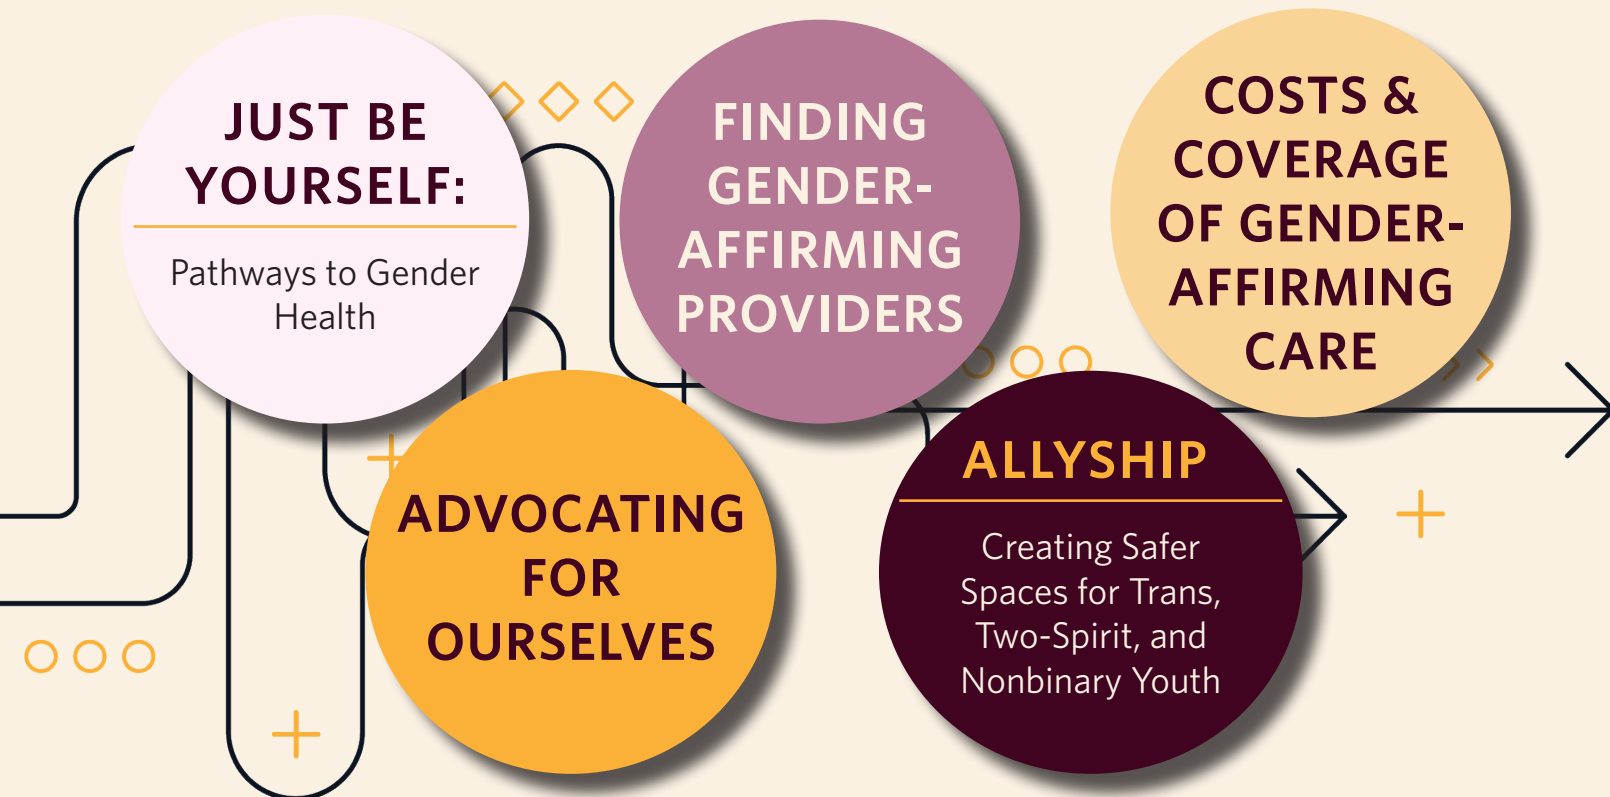 JUST BE
YOURSELF:
Pathways to Gender
Health
ADVOCATING
FOR
OURSELVES
FINDING
GENDER-
AFFIRMING
PROVIDERS
ALLYSHIP
Creating Safer
Spaces for Trans,
Two-Spirit, and
Nonbinary Youth
COSTS &
COVERAGE
OF GENDER-
AFFIRMING
CARE